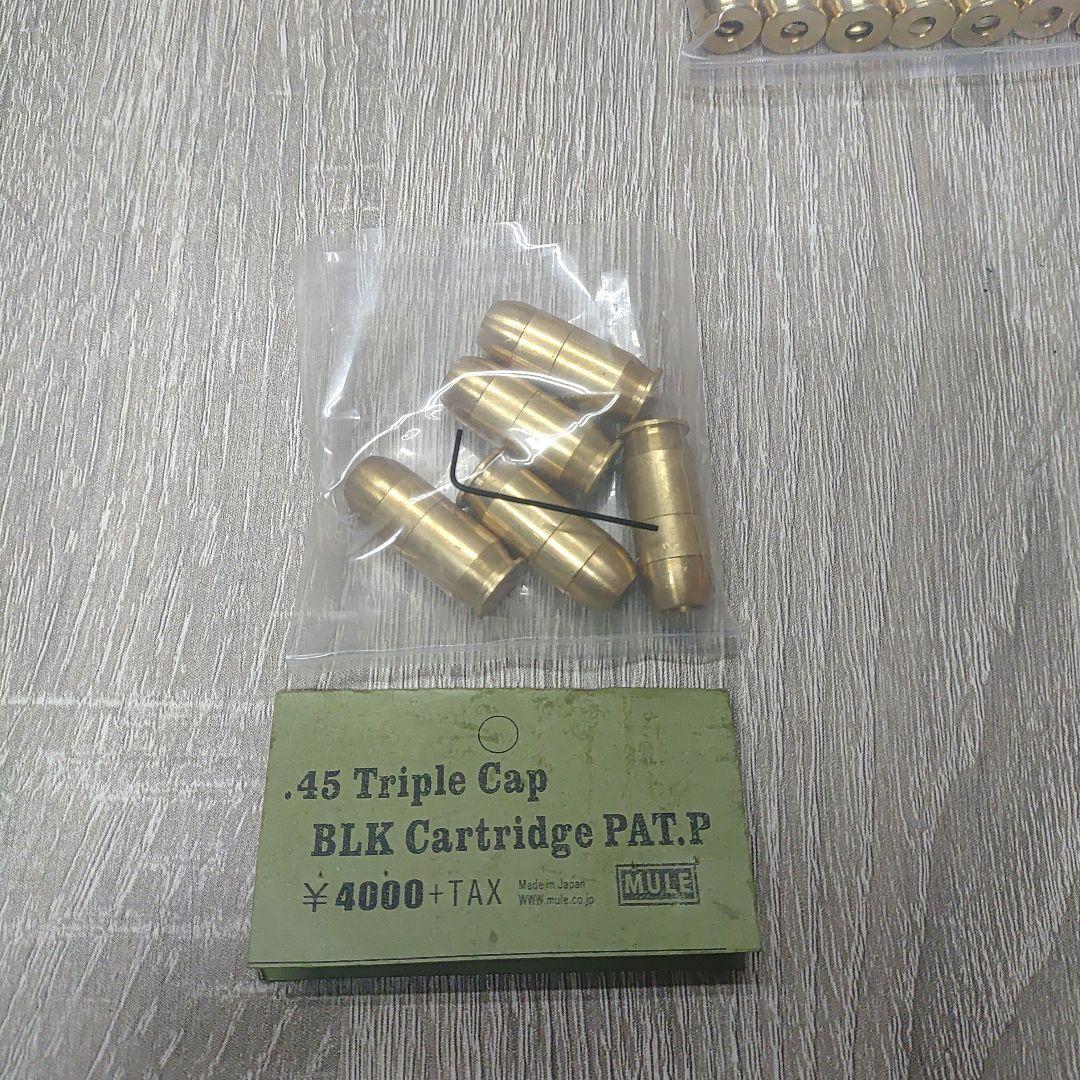 .45 Triple Cap
BLK Cartridge PAT.P
¥4000+TAX
Made in Japan
WWW.mule.co.jp
MULE